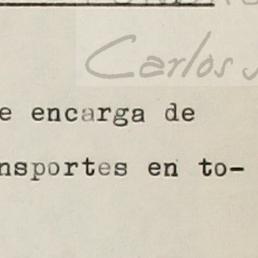 Carlos
e encarga de
nsportes en to-